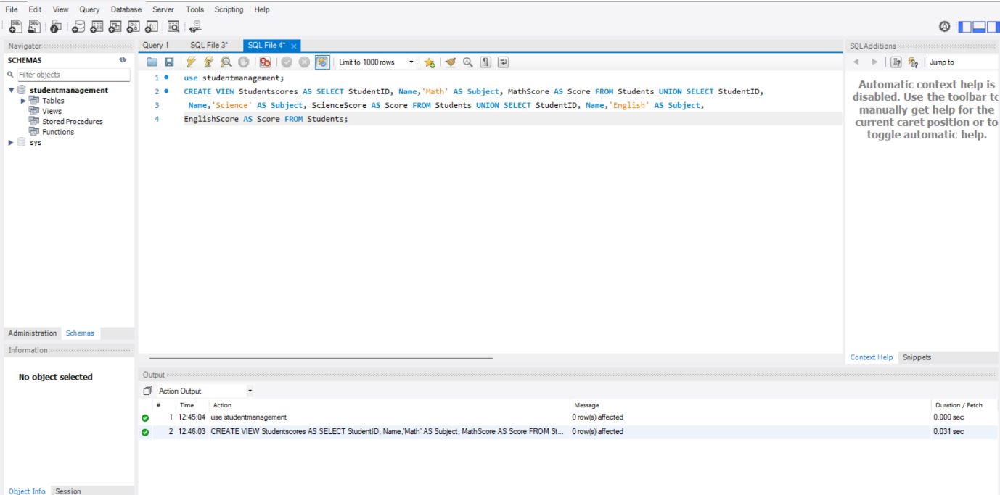 File Edit View Query Database Server Tools Scripting Help
Navigator
SCHEMAS
Filter objects
studentmanagement
Tables
Views
Stored Procedures
Functions
sys
Administration Schemas
Information
No object selected
Object Info Session
Query 1 SQL File 3* SQL File 4* ×
Limit to 1000 rows
1 use studentmanagement;
2 CREATE VIEW Studentscores AS SELECT StudentID, Name,'Math' AS Subject, MathScore AS Score FROM Students UNION SELECT StudentID,
3 Name,'Science' AS Subject, ScienceScore AS Score FROM Students UNION SELECT StudentID, Name,'English' AS Subject,
4 EnglishScore AS Score FROM Students;
Output
Action Output
# Time Action Message Duration / Fetch
1 12:45:04 use studentmanagement 0 row(s) affected 0.000 sec
2 12:46:03 CREATE VIEW Studentscores AS SELECT StudentID, Name,'Math' AS Subject, MathScore AS Score FROM St... 0 row(s) affected 0.031 sec
SQLAdditions
Jump to
Automatic context help is
disabled. Use the toolbar to
manually get help for the
current caret position or to
toggle automatic help.
Context Help Snippets